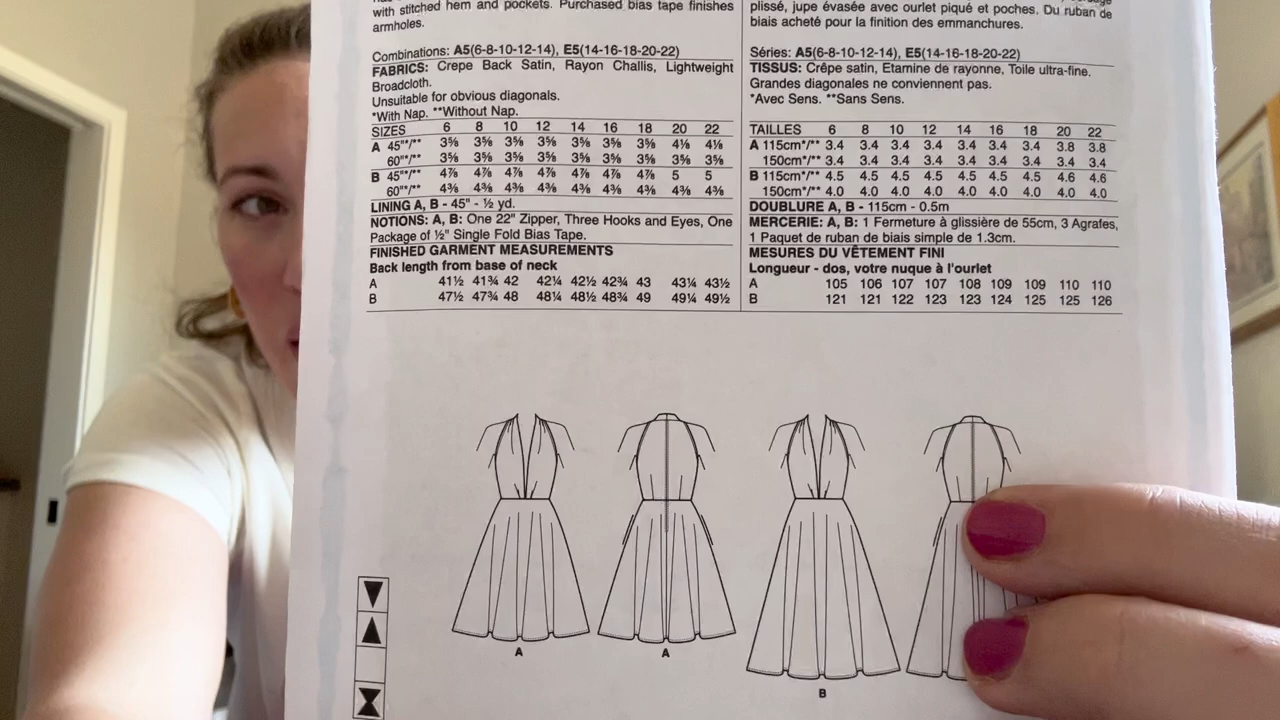 with stitched hem and pockets. Purchased bias tape finishes
armholes.
Combinations: A5(6-8-10-12-14), E5(14-16-18-20-22)
FABRICS: Crepe Back Satin, Rayon Challis, Lightweight
Broadcloth.
Unsuitable for obvious diagonals.
*With Nap. **Without Nap.
SIZES 6 8 10 12 14 16 18 20 22
A 45"*/** 3⅝ 3⅝ 3⅝ 3⅝ 3⅝ 3⅝ 3⅝ 4⅛ 4⅛
60"*/** 3⅝ 3⅝ 3⅝ 3⅝ 3⅝ 3⅝ 3⅝ 3⅝ 3⅝
B 45"*/** 4⅞ 4⅞ 4⅞ 4⅞ 4⅞ 4⅞ 4⅞ 5 5
60"*/** 4⅜ 4⅜ 4⅜ 4⅜ 4⅜ 4⅜ 4⅜ 4⅜ 4⅜
LINING A, B - 45" - ½ yd.
NOTIONS: A, B: One 22" Zipper, Three Hooks and Eyes, One
Package of ½" Single Fold Bias Tape.
FINISHED GARMENT MEASUREMENTS
Back length from base of neck
A 41½ 41¾ 42 42¼ 42½ 42¾ 43 43¼ 43½
B 47½ 47¾ 48 48¼ 48½ 48¾ 49 49¼ 49½
plissé, jupe évasée avec ourlet piqué et poches. Du ruban de
biais acheté pour la finition des emmanchures.
Séries: A5(6-8-10-12-14), E5(14-16-18-20-22)
TISSUS: Crêpe satin, Etamine de rayonne, Toile ultra-fine.
Grandes diagonales ne conviennent pas.
*Avec Sens. **Sans Sens.
TAILLES 6 8 10 12 14 16 18 20 22
A 115cm*/** 3.4 3.4 3.4 3.4 3.4 3.4 3.4 3.8 3.8
150cm*/** 3.4 3.4 3.4 3.4 3.4 3.4 3.4 3.4 3.4
B 115cm*/** 4.5 4.5 4.5 4.5 4.5 4.5 4.5 4.6 4.6
150cm*/** 4.0 4.0 4.0 4.0 4.0 4.0 4.0 4.0 4.0
DOUBLURE A, B - 115cm - 0.5m
MERCERIE: A, B: 1 Fermeture à glissière de 55cm, 3 Agrafes,
1 Paquet de ruban de biais simple de 1.3cm.
MESURES DU VÊTEMENT FINI
Longueur - dos, votre nuque à l'ourlet
A 105 106 107 107 108 109 109 110 110
B 121 121 122 123 123 124 125 125 126
A A B